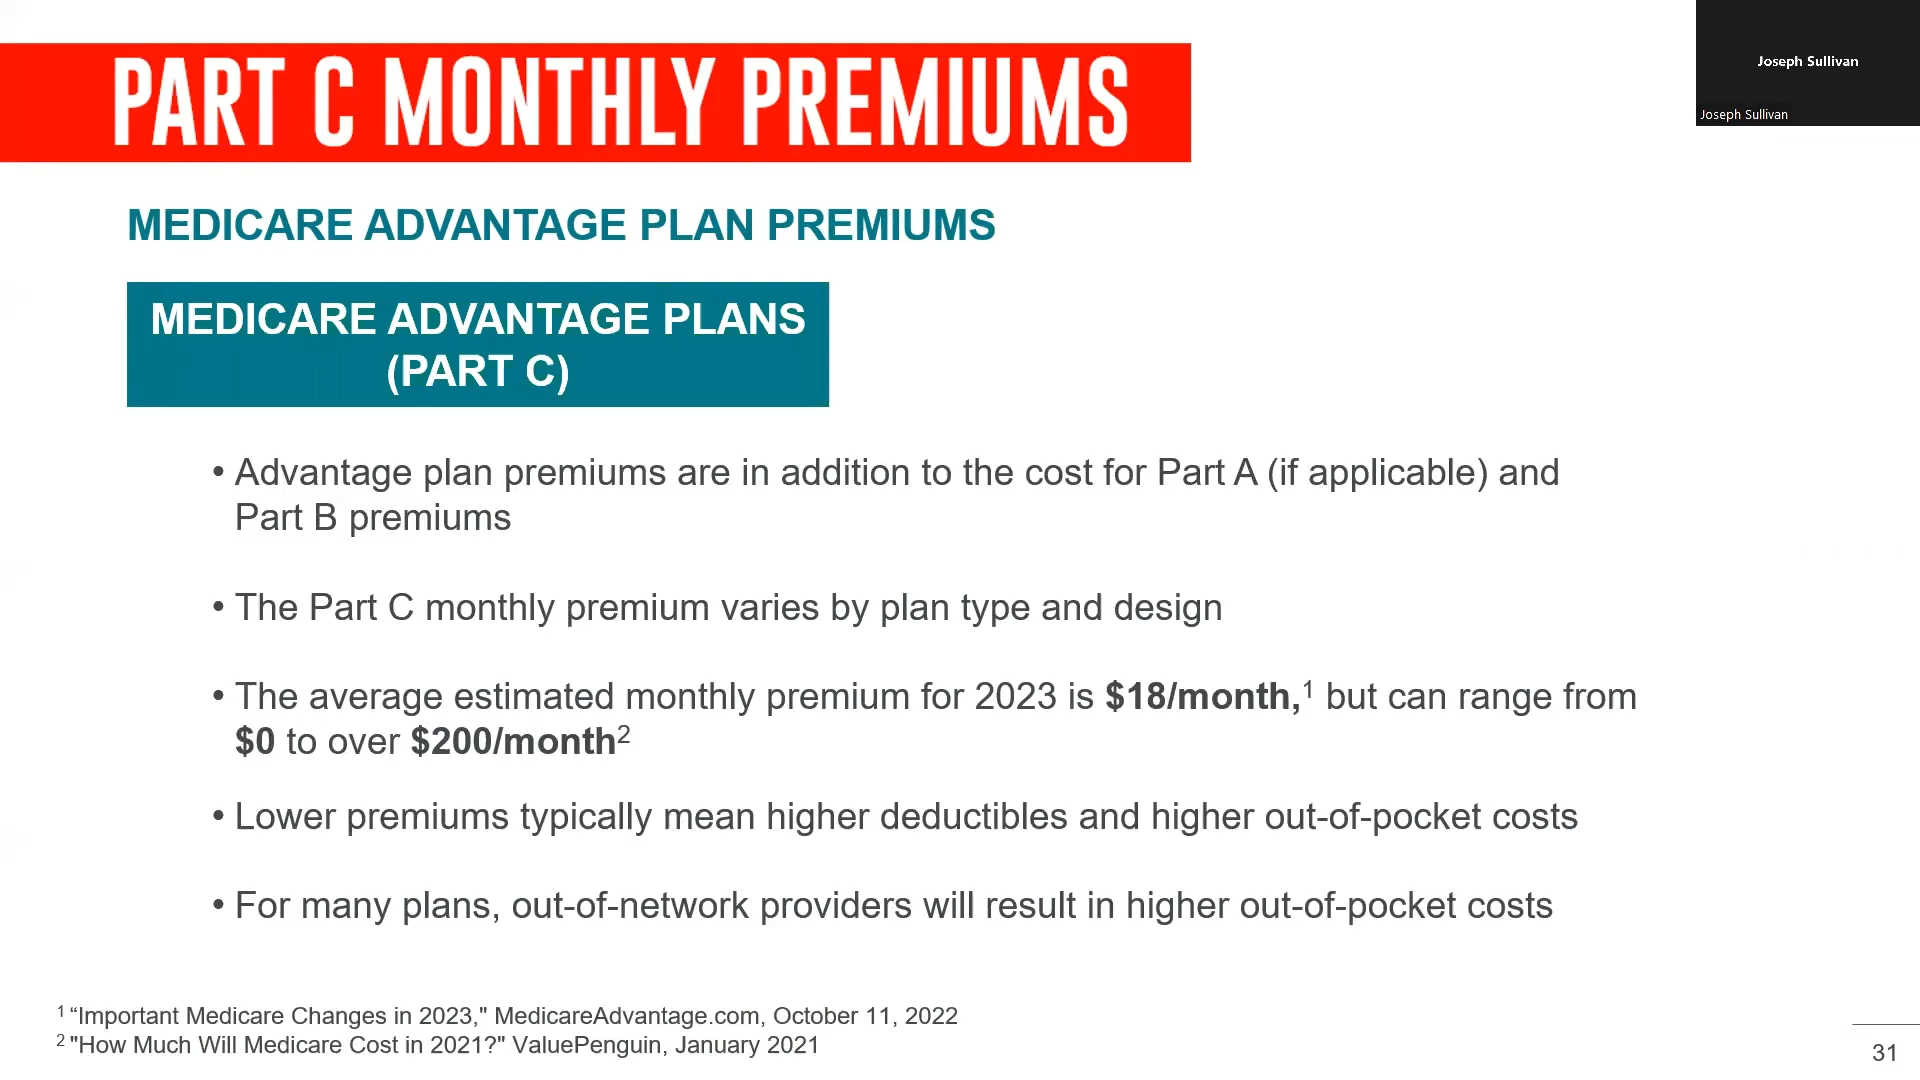 PART C MONTHLY PREMIUMS
Joseph Sullivan
Joseph Sullivan
MEDICARE ADVANTAGE PLAN PREMIUMS
MEDICARE ADVANTAGE PLANS
(PART C)
• Advantage plan premiums are in addition to the cost for Part A (if applicable) and
Part B premiums
• The Part C monthly premium varies by plan type and design
• The average estimated monthly premium for 2023 is $18/month,¹ but can range from
$0 to over $200/month²
• Lower premiums typically mean higher deductibles and higher out-of-pocket costs
• For many plans, out-of-network providers will result in higher out-of-pocket costs
¹ “Important Medicare Changes in 2023," MedicareAdvantage.com, October 11, 2022
² "How Much Will Medicare Cost in 2021?" ValuePenguin, January 2021
31